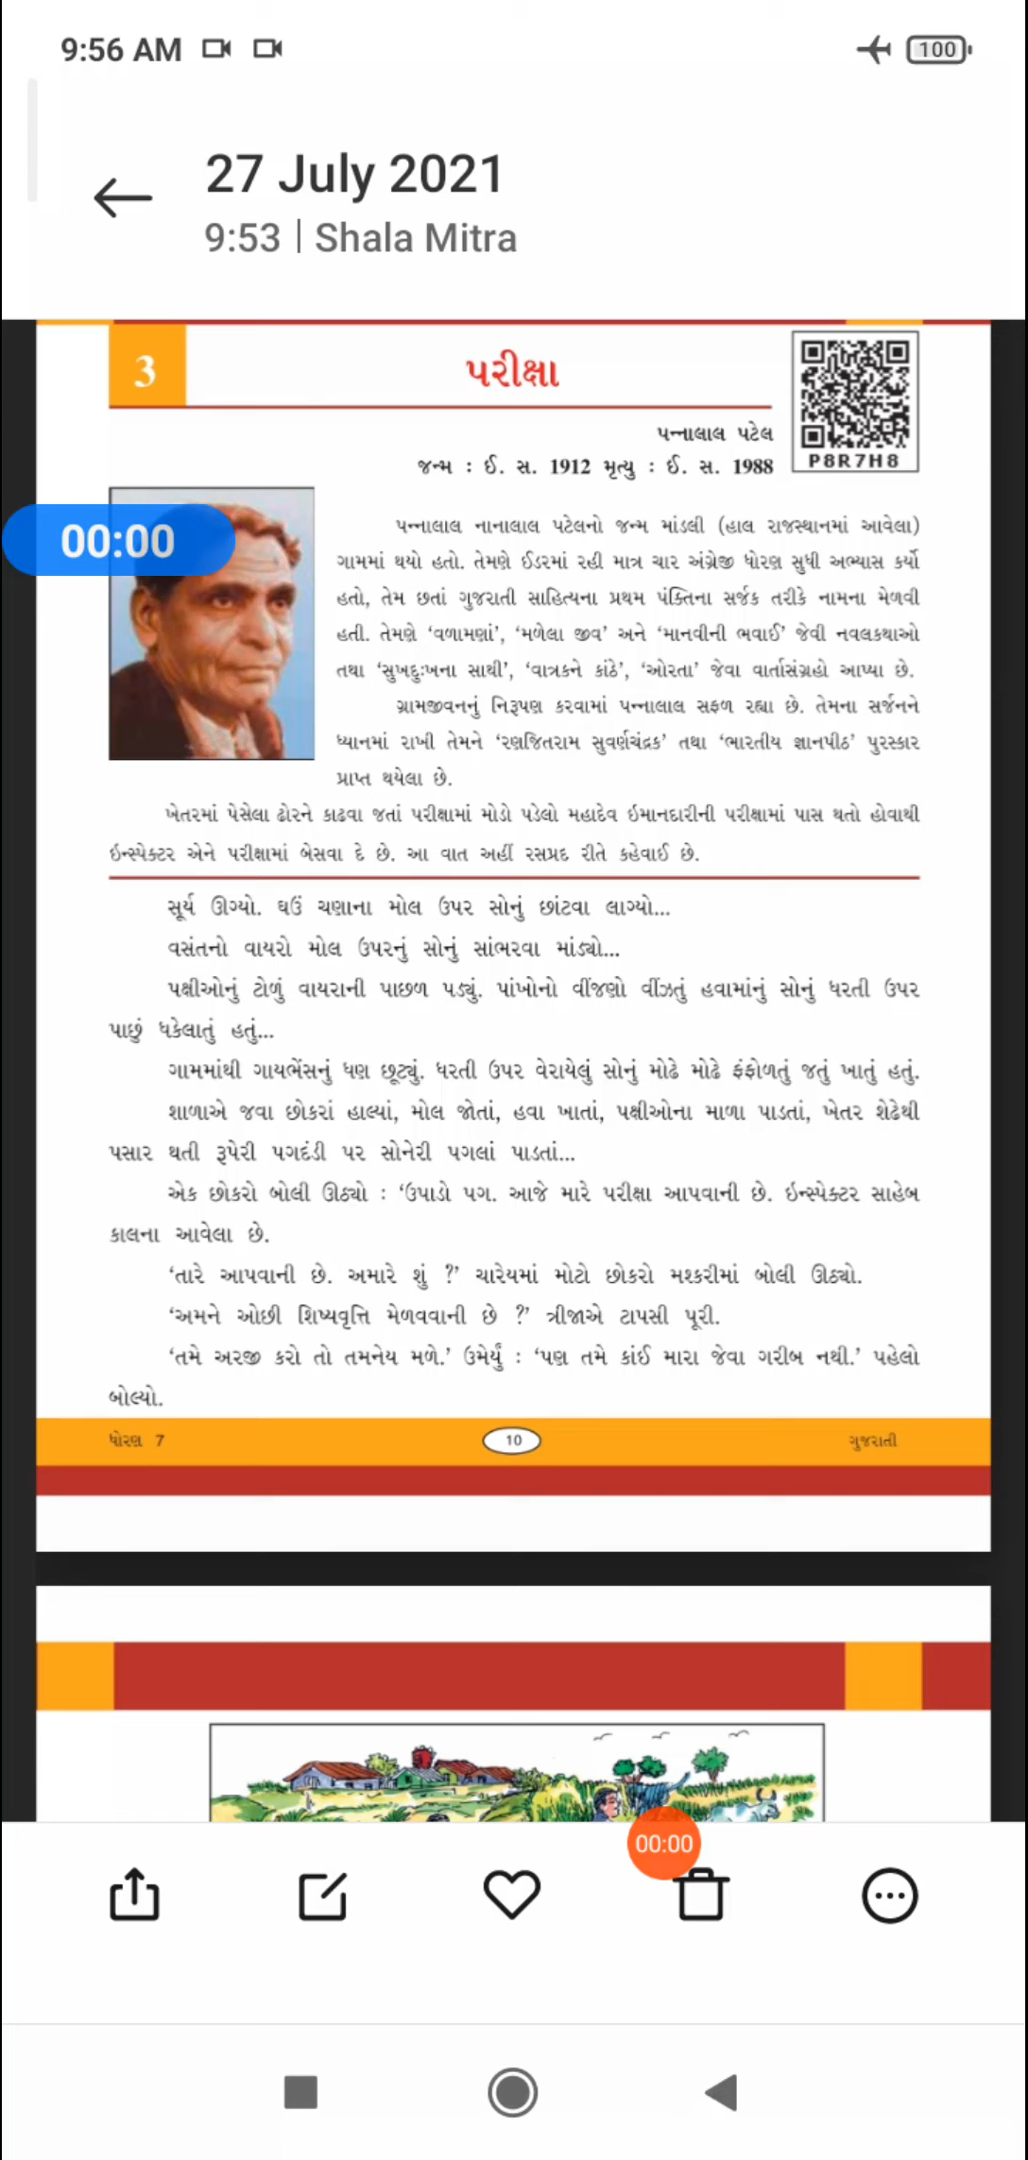 9:56 AM
100
27 July 2021
9:53 | Shala Mitra
3
પરીક્ષા
P8R7H8
પન્નાલાલ પટેલ
જન્મ : ઈ. સ. 1912 મૃત્યુ : ઈ. સ. 1988
00:00
પન્નાલાલ નાનાલાલ પટેલનો જન્મ માંડલી (હાલ રાજસ્થાનમાં આવેલા)
ગામમાં થયો હતો. તેમણે ઈડરમાં રહી માત્ર ચાર અંગ્રેજી ધોરણ સુધી અભ્યાસ કર્યો
હતો, તેમ છતાં ગુજરાતી સાહિત્યના પ્રથમ પંક્તિના સર્જક તરીકે નામના મેળવી
હતી. તેમણે ‘વળામણાં’, ‘મળેલા જીવ’ અને ‘માનવીની ભવાઈ’ જેવી નવલકથાઓ
તથા ‘સુખદુઃખના સાથી’, ‘વાત્રકને કાંઠે’, ‘ઓરતા’ જેવા વાર્તાસંગ્રહો આપ્યા છે.
ગ્રામજીવનનું નિરૂપણ કરવામાં પન્નાલાલ સફળ રહ્યા છે. તેમના સર્જનને
ધ્યાનમાં રાખી તેમને ‘રણજિતરામ સુવર્ણચંદ્રક’ તથા ‘ભારતીય જ્ઞાનપીઠ’ પુરસ્કાર
પ્રાપ્ત થયેલા છે.
ખેતરમાં પેસેલા ઢોરને કાઢવા જતાં પરીક્ષામાં મોડો પડેલો મહાદેવ ઇમાનદારીની પરીક્ષામાં પાસ થતો હોવાથી
ઇન્સ્પેક્ટર એને પરીક્ષામાં બેસવા દે છે. આ વાત અહીં રસપ્રદ રીતે કહેવાઈ છે.
સૂર્ય ઊગ્યો. ઘઉં ચણાના મોલ ઉપર સોનું છાંટવા લાગ્યો...
વસંતનો વાયરો મોલ ઉપરનું સોનું સાંભરવા માંડ્યો...
પક્ષીઓનું ટોળું વાયરાની પાછળ પડ્યું. પાંખોનો વીંજણો વીંઝતું હવામાંનું સોનું ધરતી ઉપર
પાછું ધકેલાતું હતું...
ગામમાંથી ગાયભેંસનું ધણ છૂટ્યું. ધરતી ઉપર વેરાયેલું સોનું મોઢે મોઢે ફંફોળતું જતું ખાતું હતું.
શાળાએ જવા છોકરાં હાલ્યાં, મોલ જોતાં, હવા ખાતાં, પક્ષીઓના માળા પાડતાં, ખેતર શેઢેથી
પસાર થતી રૂપેરી પગદંડી પર સોનેરી પગલાં પાડતાં...
એક છોકરો બોલી ઊઠ્યો : ‘ઉપાડો પગ. આજે મારે પરીક્ષા આપવાની છે. ઇન્સ્પેક્ટર સાહેબ
કાલના આવેલા છે.
‘તારે આપવાની છે. અમારે શું ?’ ચારેયમાં મોટો છોકરો મશ્કરીમાં બોલી ઊઠ્યો.
‘અમને ઓછી શિષ્યવૃત્તિ મેળવવાની છે ?’ ત્રીજાએ ટાપસી પૂરી.
‘તમે અરજી કરો તો તમનેય મળે.’ ઉમેર્યું : ‘પણ તમે કાંઈ મારા જેવા ગરીબ નથી.’ પહેલો
બોલ્યો.
ધોરણ 7
10
ગુજરાતી
00:00